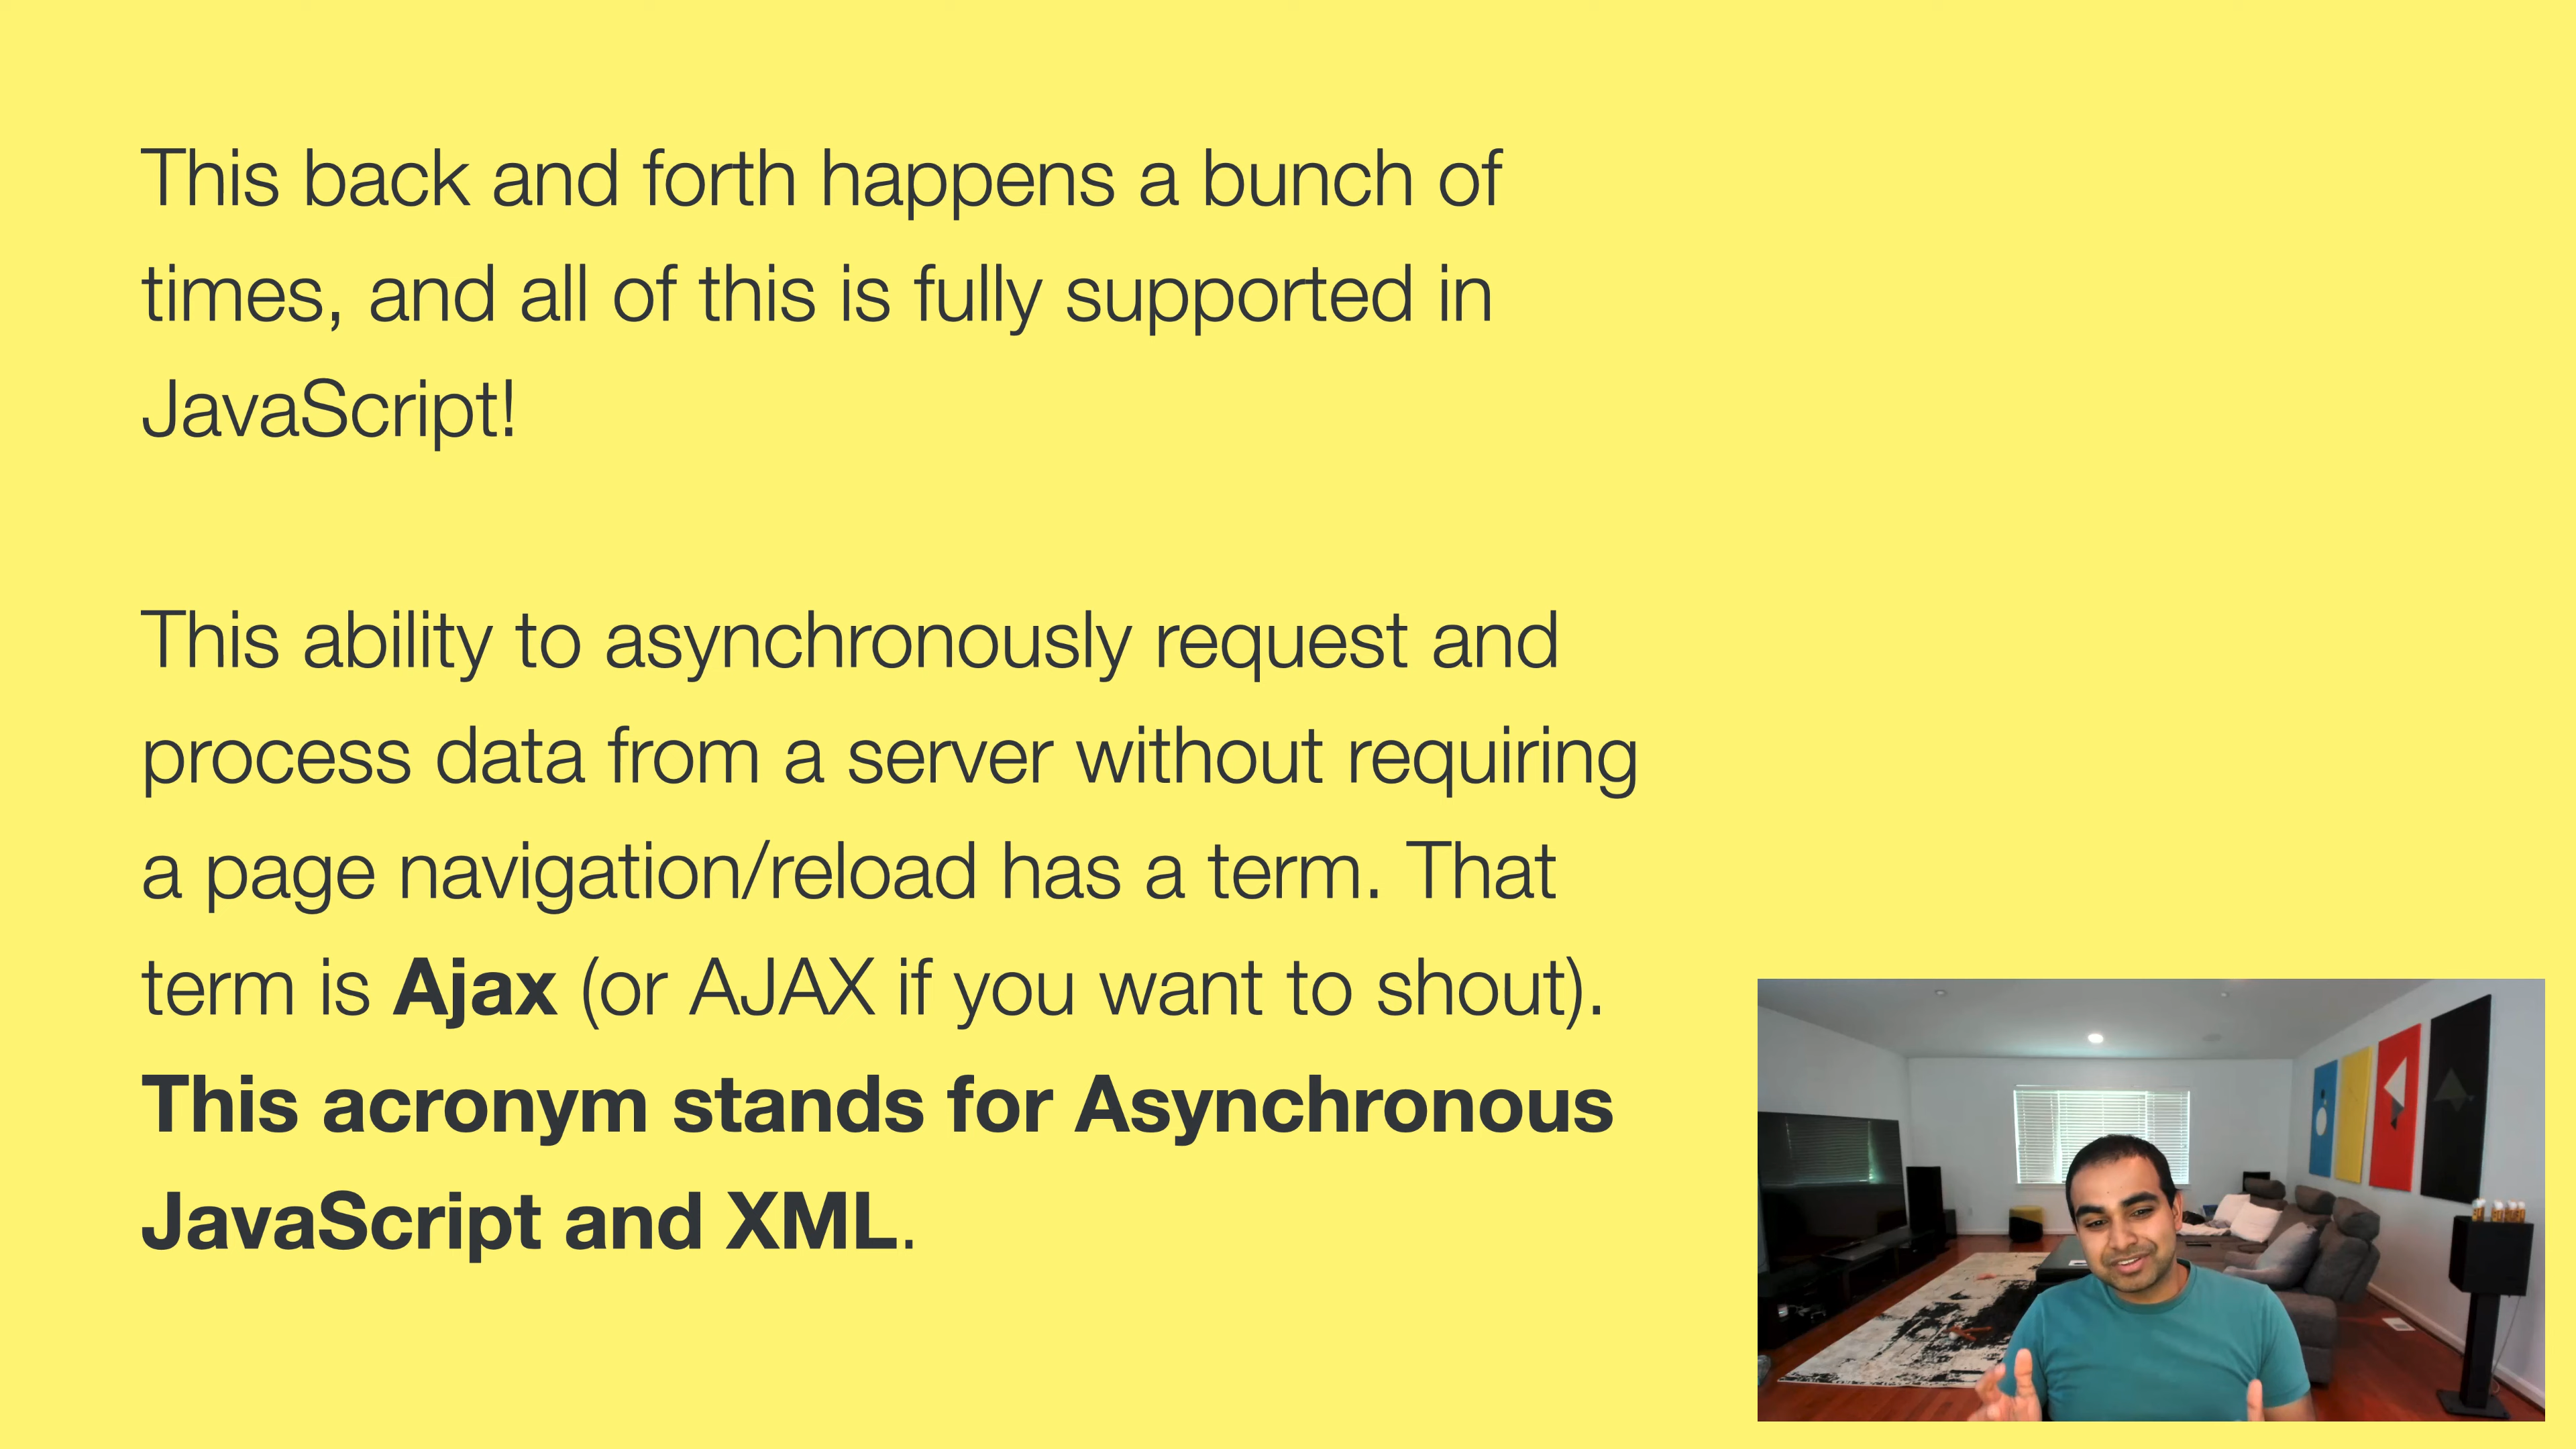 This back and forth happens a bunch of
times, and all of this is fully supported in
JavaScript!
This ability to asynchronously request and
process data from a server without requiring
a page navigation/reload has a term. That
term is Ajax (or AJAX if you want to shout).
This acronym stands for Asynchronous
JavaScript and XML.